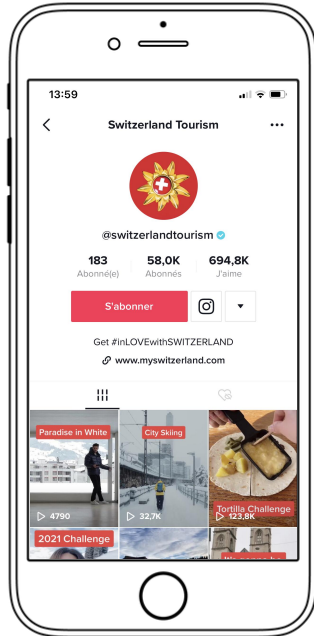 13:59
Switzerland Tourism
@switzerlandtourism
183 58,0K 694,8K
Abonné(e) Abonnés J'aime
S'abonner
Get #inLOVEwithSWITZERLAND
www.myswitzerland.com
Paradise in White
City Skiing
Tortilla Challenge
4790
32,7K
123,8K
2021 Challenge